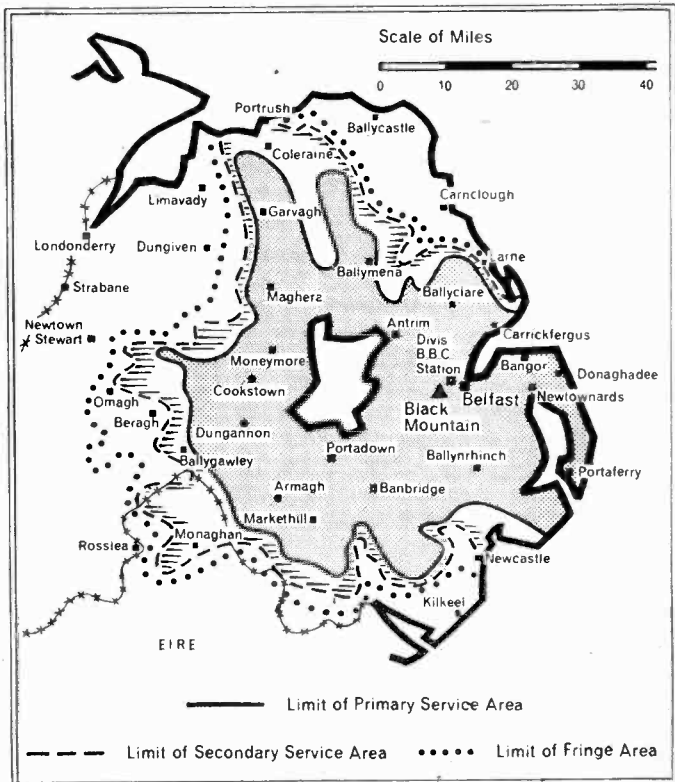 Scale of Miles
0 10 20 30 40
Portrush
Ballycastle
Coleraine
Limavady
Carnclough
Garvagh
Londonderry
Dungiven
Larne
Ballymena
Strabane
Maghera
Ballyclare
Newtown
Stewart
Antrim
Carrickfergus
Moneymore
Divis
B.B.C.
Station
Bangor
Donaghadee
Cookstown
Omagh
Black
Mountain
Belfast
Newtownards
Beragh
Dungannon
Ballygawley
Portadown
Ballynrhinch
Portaferry
Armagh
Banbridge
Markethill
Rossiea
Monaghan
Newcastle
Kilkeel
EIRE
Limit of Primary Service Area
Limit of Secondary Service Area
Limit of Fringe Area